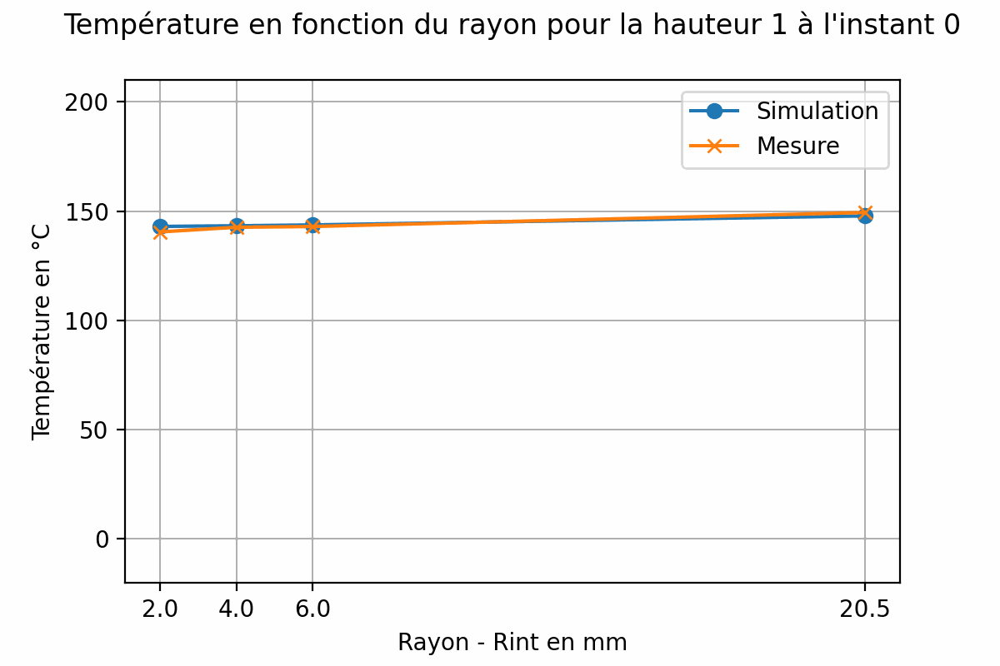 Température en fonction du rayon pour la hauteur 1 à l'instant 0
Simulation
Mesure
200
150
100
50
0
Température en °C
2.0 4.0 6.0 20.5
Rayon - Rint en mm